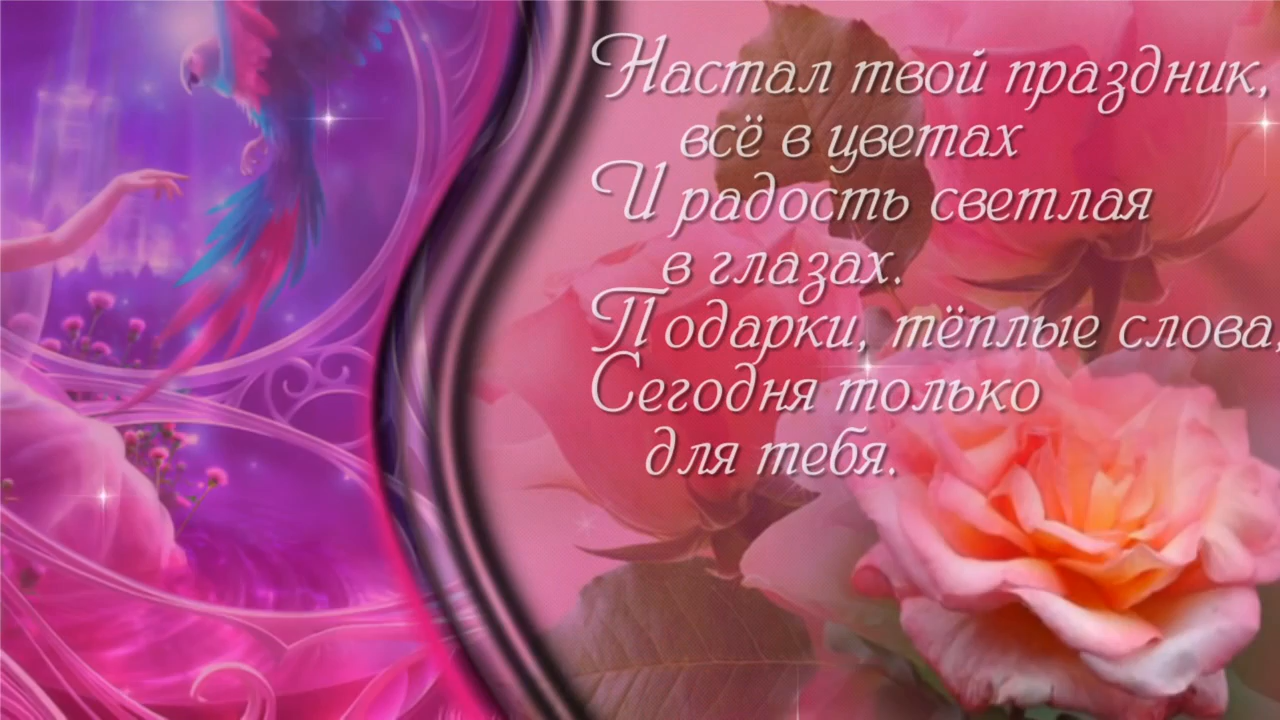 Настал твой праздник,
всё в цветах
И радость светлая
в глазах.
Подарки, тёплые слова,
Сегодня только
для тебя.